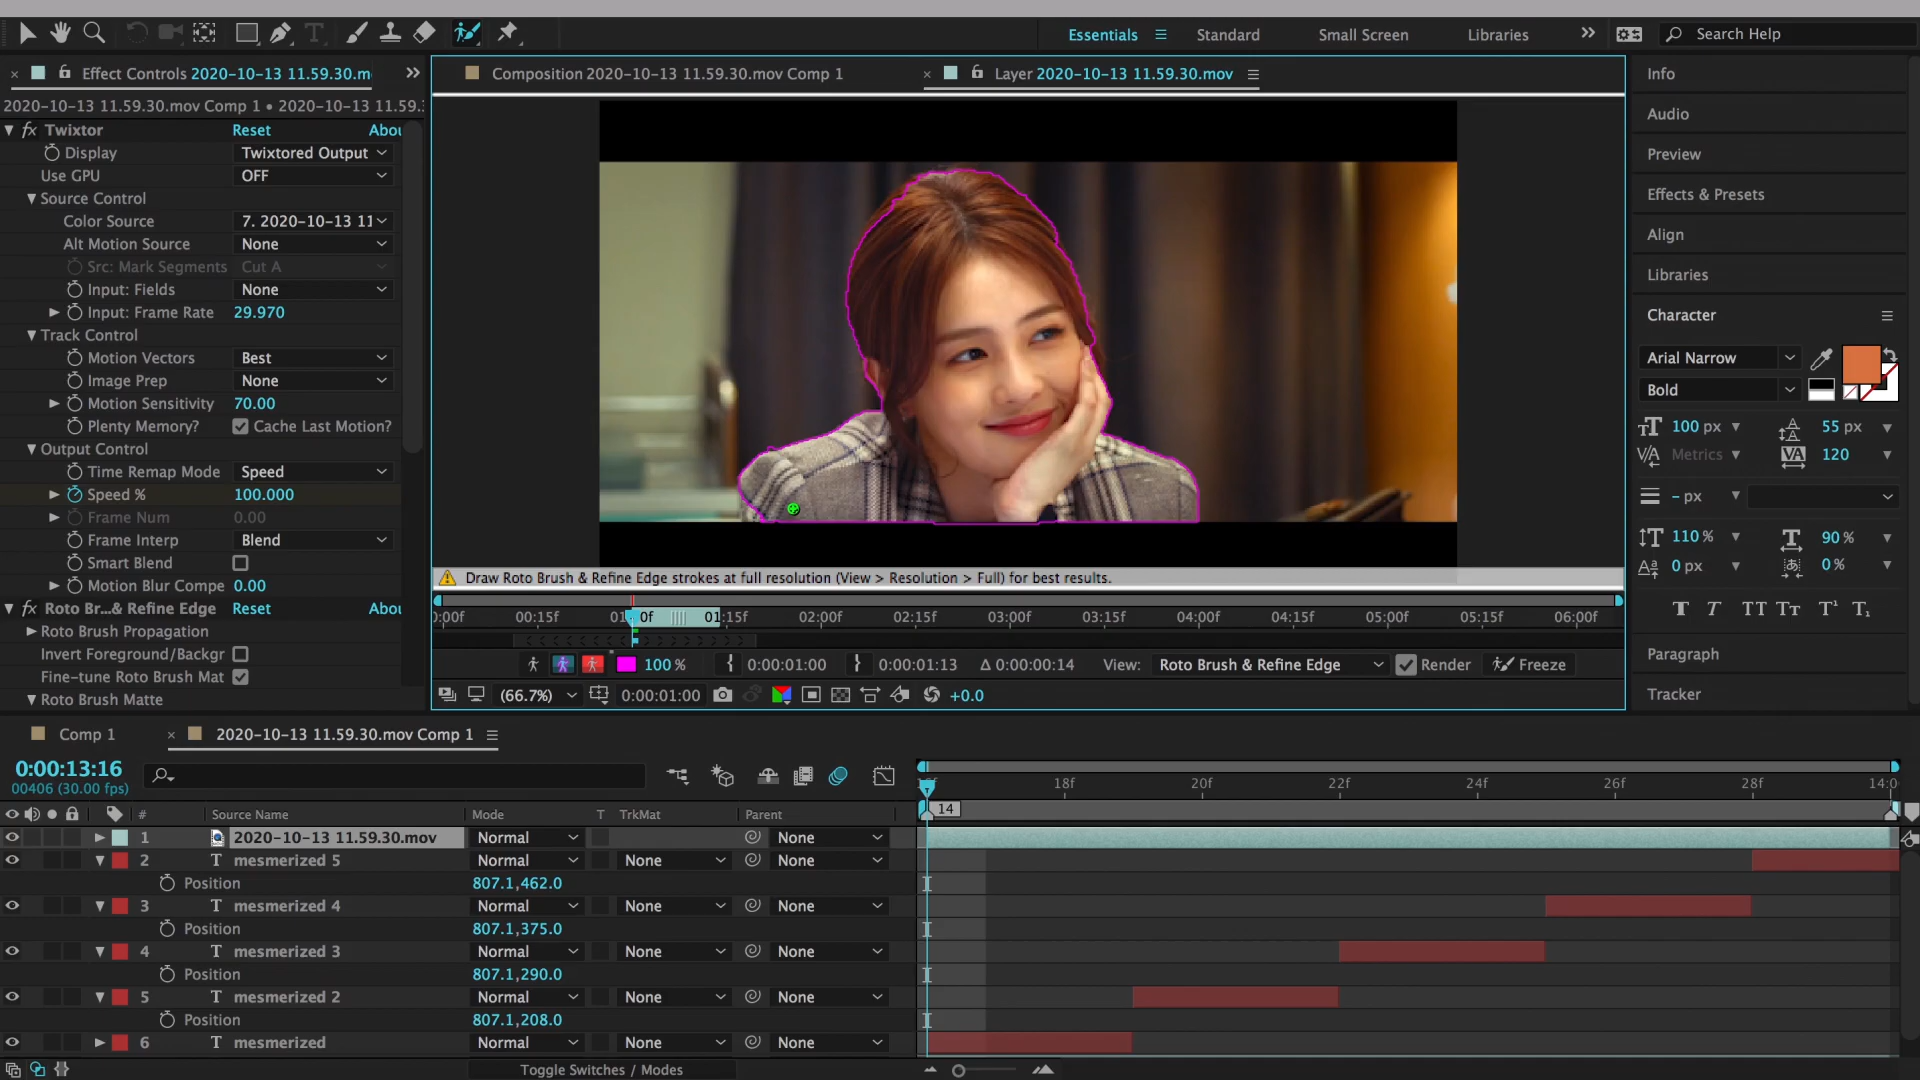 Essentials
Standard
Small Screen
Libraries
Search Help
Effect Controls 2020-10-13 11.59.30.m
2020-10-13 11.59.30.mov Comp 1 • 2020-10-13 11.59.
fx Twixtor Reset Abou
Display Twixtored Output
Use GPU OFF
Source Control
Color Source 7. 2020-10-13 11
Alt Motion Source None
Src: Mark Segments Cut A
Input: Fields None
Input: Frame Rate 29.970
Track Control
Motion Vectors Best
Image Prep None
Motion Sensitivity 70.00
Plenty Memory? Cache Last Motion?
Output Control
Time Remap Mode Speed
Speed % 100.000
Frame Num 0.00
Frame Interp Blend
Smart Blend
Motion Blur Compe 0.00
fx Roto Br...& Refine Edge Reset Abou
Roto Brush Propagation
Invert Foreground/Backgr
Fine-tune Roto Brush Mat
Roto Brush Matte
Composition 2020-10-13 11.59.30.mov Comp 1
Layer 2020-10-13 11.59.30.mov
Draw Roto Brush & Refine Edge strokes at full resolution (View > Resolution > Full) for best results.
):00f 00:15f 01:00f 01:15f 02:00f 02:15f 03:00f 03:15f 04:00f 04:15f 05:00f 05:15f 06:00f
100 % 0:00:01:00 0:00:01:13 Δ 0:00:00:14 View: Roto Brush & Refine Edge Render Freeze
(66.7%) 0:00:01:00 +0.0
Info
Audio
Preview
Effects & Presets
Align
Libraries
Character
Arial Narrow
Bold
100 px 55 px
Metrics 120
- px
110 % 90 %
0 px 0 %
T T TT Tт T¹ T₁
Paragraph
Tracker
Comp 1
2020-10-13 11.59.30.mov Comp 1
0:00:13:16
00406 (30.00 fps)
18f 20f 22f 24f 26f 28f 14:0
14
# Source Name Mode T TrkMat Parent
1 2020-10-13 11.59.30.mov Normal None
2 T mesmerized 5 Normal None None
Position 807.1,462.0
3 T mesmerized 4 Normal None None
Position 807.1,375.0
4 T mesmerized 3 Normal None None
Position 807.1,290.0
5 T mesmerized 2 Normal None None
Position 807.1,208.0
6 T mesmerized Normal None None
Toggle Switches / Modes